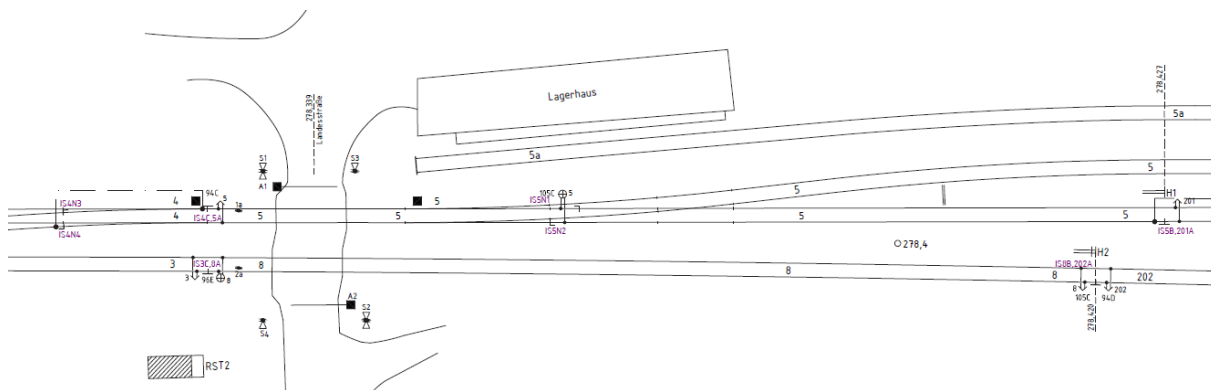 278,427
278,339
Landesstraße
Lagerhaus
5a
5a
S1
S3
A1
94C
5
IS4N3
4
IS4C,5A
1a
5
105C
5
IS5N1
5
5
H1
201
4
5
5
IS5N2
5
5
IS5B,201A
IS4N4
278,4
H2
3
IS3C,8A
3
96E
8
2a
8
8
IS8B,202A
8
202
8
105C
202
94D
278,420
A2
S2
S4
RST2